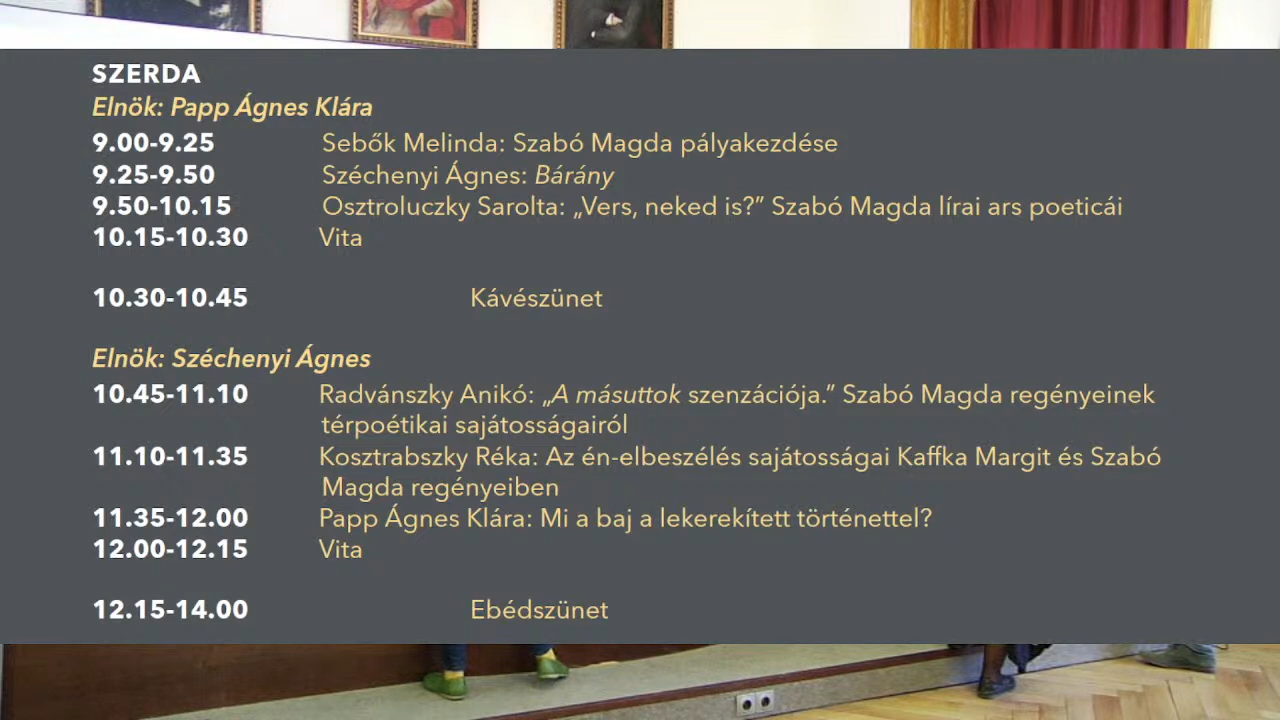 SZERDA
Elnök: Papp Ágnes Klára
9.00-9.25 Sebők Melinda: Szabó Magda pályakezdése
9.25-9.50 Széchenyi Ágnes: Bárány
9.50-10.15 Osztroluczky Sarolta: „Vers, neked is?” Szabó Magda lírai ars poeticái
10.15-10.30 Vita
10.30-10.45 Kávészünet
Elnök: Széchenyi Ágnes
10.45-11.10 Radvánszky Anikó: „A másuttok szenzációja.” Szabó Magda regényeinek
térpoétikai sajátosságairól
11.10-11.35 Kosztrabszky Réka: Az én-elbeszélés sajátosságai Kaffka Margit és Szabó
Magda regényeiben
11.35-12.00 Papp Ágnes Klára: Mi a baj a lekerekített történettel?
12.00-12.15 Vita
12.15-14.00 Ebédszünet